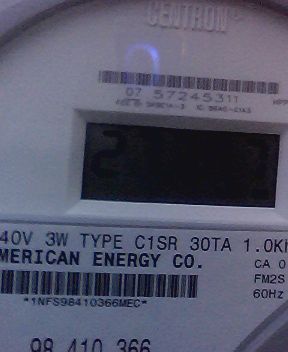 CENTRON
07 57245311
40V 3W TYPE C1SR 30TA 1.0Kh
MERICAN ENERGY CO.
CA 0
FM2S
60Hz
*1NFS98410366MEC*
98 410 366